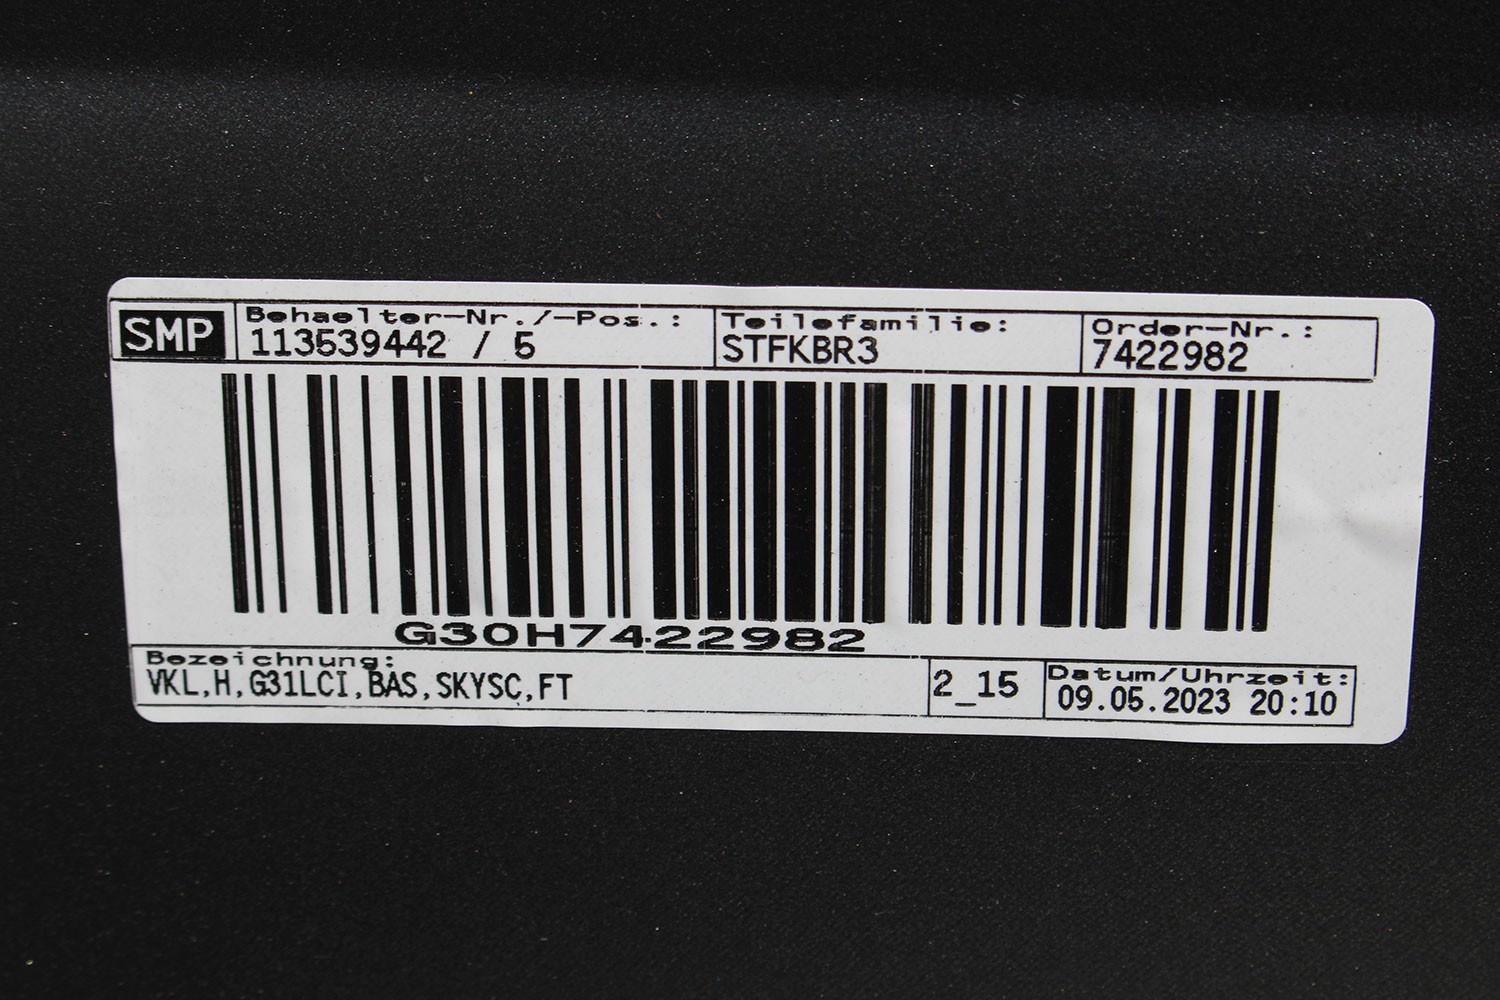 SMP
Behaelter-Nr./-Pos.:
113539442 / 5
Teilefamilie:
STFKBR3
Order-Nr.:
7422982
G30H7422982
Bezeichnung:
VKL,H,G31LCI,BAS,SKYSC,FT
2_15
Datum/Uhrzeit:
09.05.2023 20:10